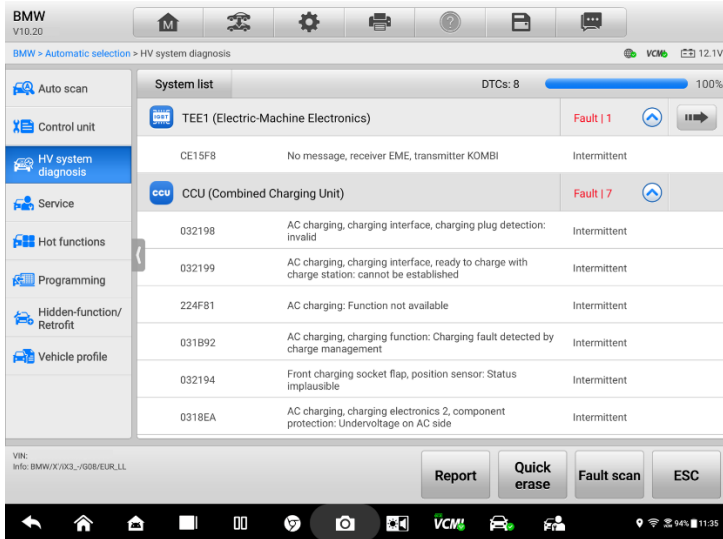 BMW
V10.20
M
?
BMW > Automatic selection > HV system diagnosis
VCMI
12.1V
Auto scan
Control unit
HV system
diagnosis
Service
Hot functions
Programming
Hidden-function/
Retrofit
Vehicle profile
System list
DTCs: 8
100%
IGBT
TEE1 (Electric-Machine Electronics)
Fault | 1
CE15F8
No message, receiver EME, transmitter KOMBI
Intermittent
CCU
CCU (Combined Charging Unit)
Fault | 7
032198
AC charging, charging interface, charging plug detection:
invalid
Intermittent
032199
AC charging, charging interface, ready to charge with
charge station: cannot be established
Intermittent
224F81
AC charging: Function not available
Intermittent
031B92
AC charging, charging function: Charging fault detected by
charge management
Intermittent
032194
Front charging socket flap, position sensor: Status
implausible
Intermittent
0318EA
AC charging, charging electronics 2, component
protection: Undervoltage on AC side
Intermittent
VIN:
Info: BMW/X'/iX3_-/G08/EUR_LL
Report
Quick
erase
Fault scan
ESC
VCMI
94% 11:35